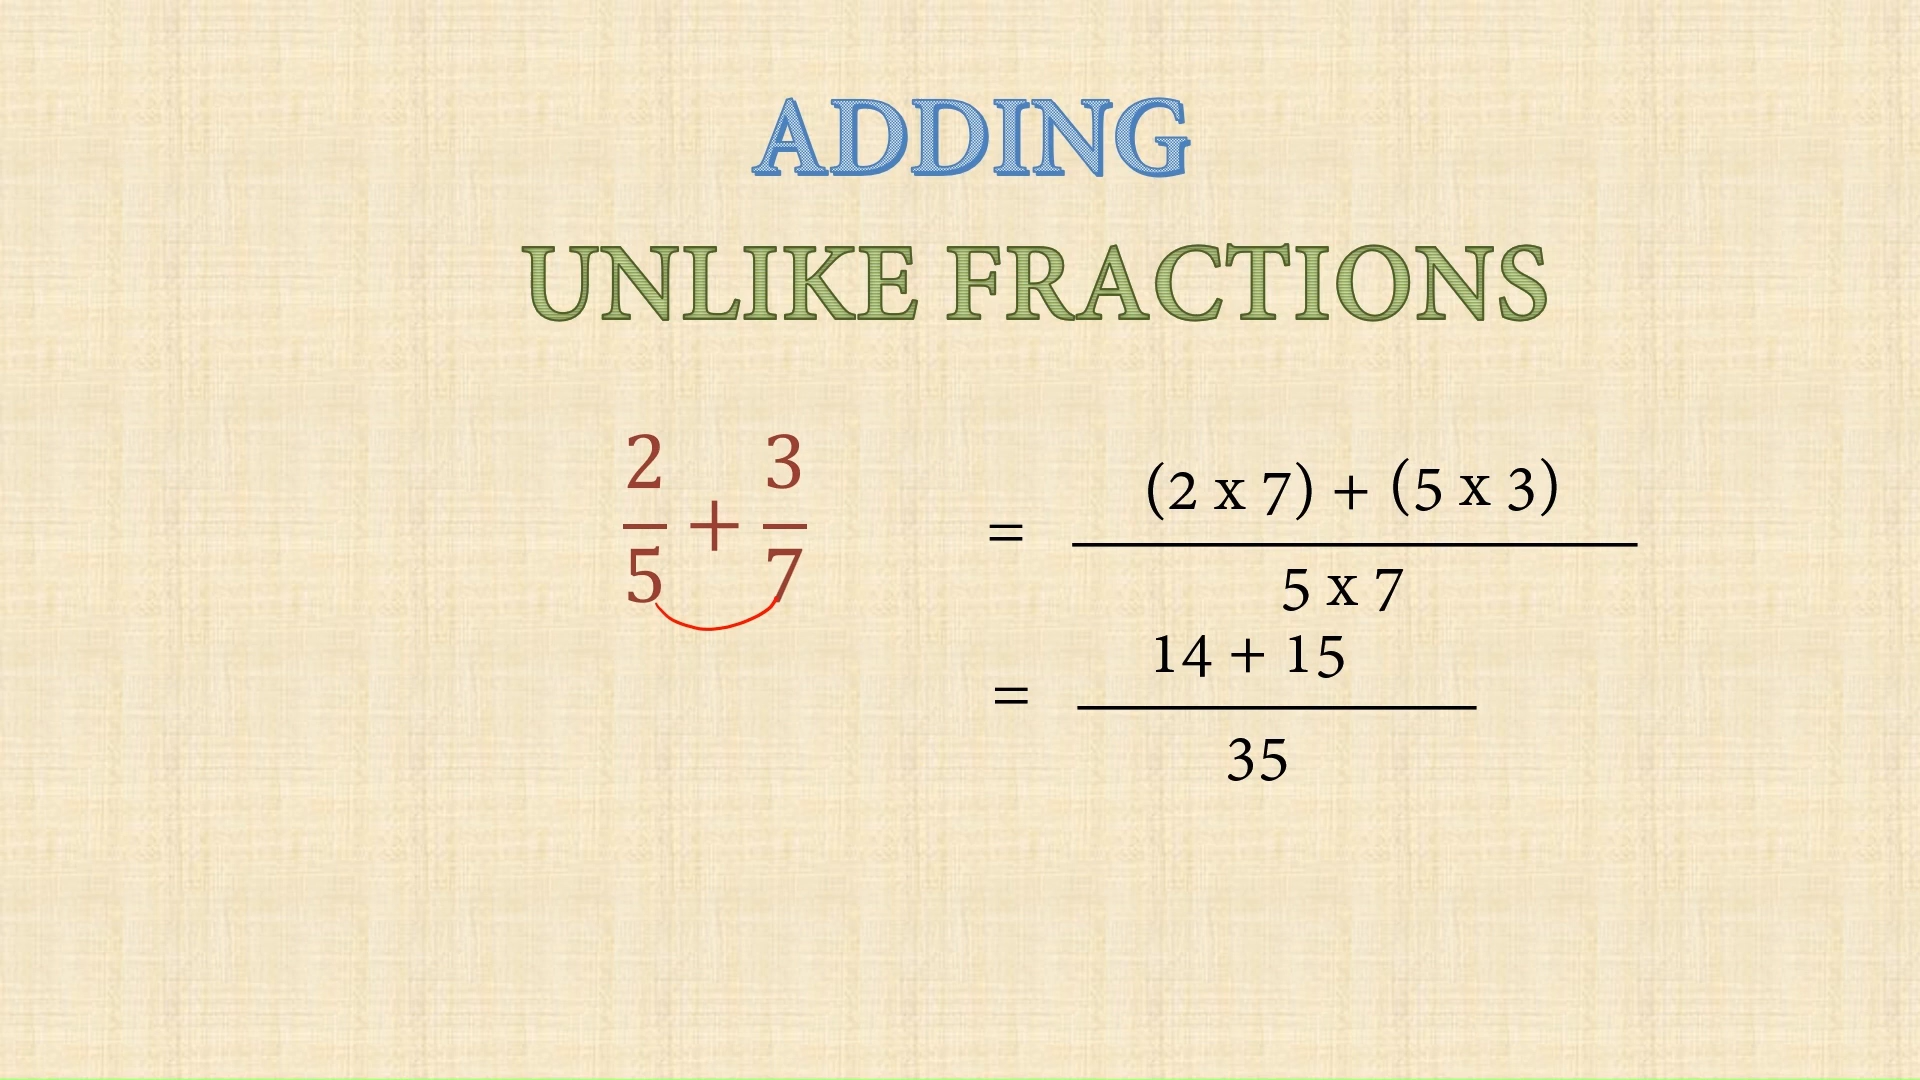 ADDING
UNLIKE FRACTIONS
2/5 + 3/7 = (2 x 7) + (5 x 3) / 5 x 7
= 14 + 15 / 35